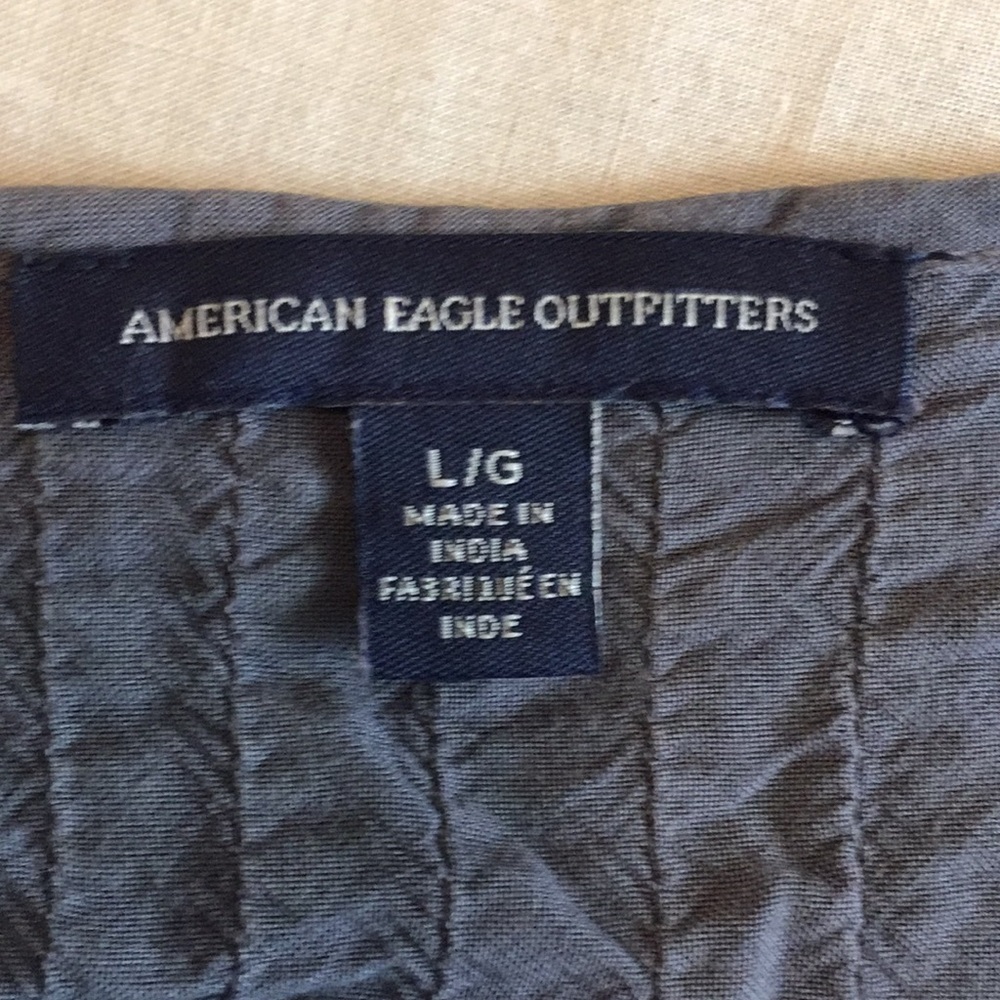 AMERICAN EAGLE OUTFITTERS
L/G
MADE IN
INDIA
FABRIQUÉ EN
INDE